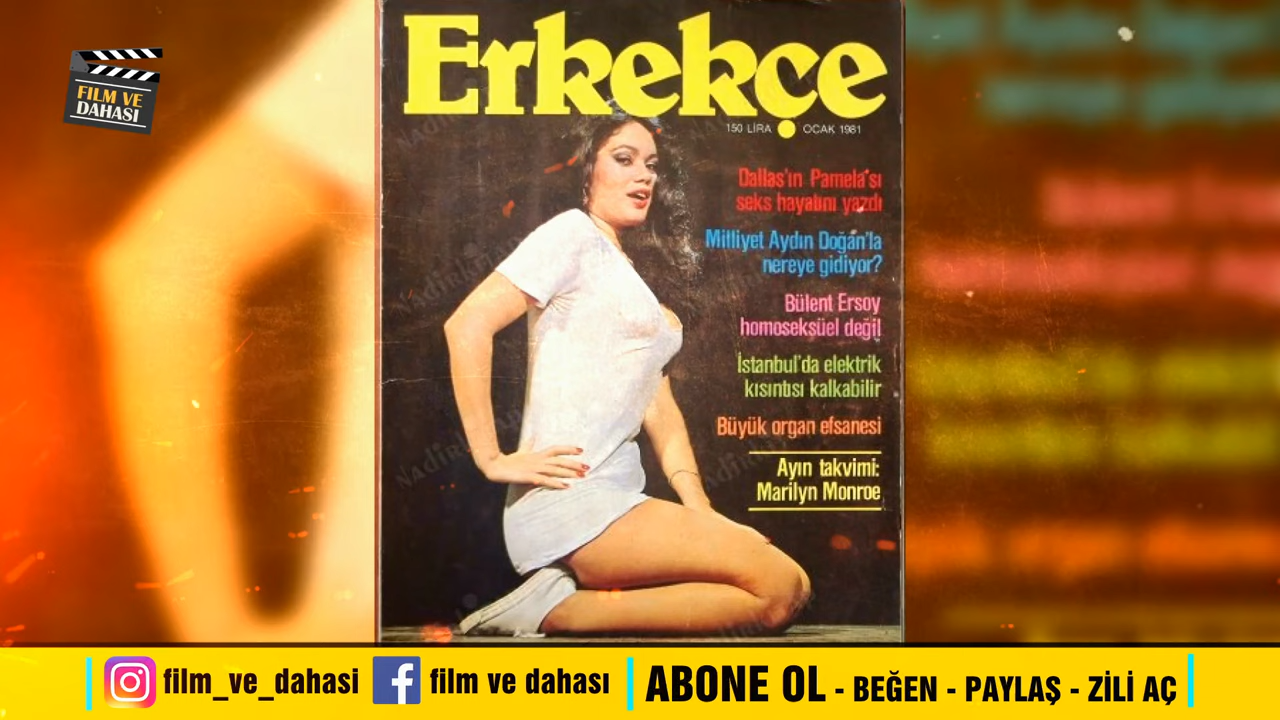 FILM VE
DAHASI
Erkekçe
150 LİRA OCAK 1981
Dallas'ın Pamela'sı
seks hayatını yazdı
Milliyet Aydın Doğan'la
nereye gidiyor?
Bülent Ersoy
homoseksüel değil
İstanbul'da elektrik
kısıntısı kalkabilir
Büyük organ efsanesi
Ayın takvimi:
Marilyn Monroe
film_ve_dahasi film ve dahası ABONE OL - BEĞEN - PAYLAŞ - ZİLİ AÇ